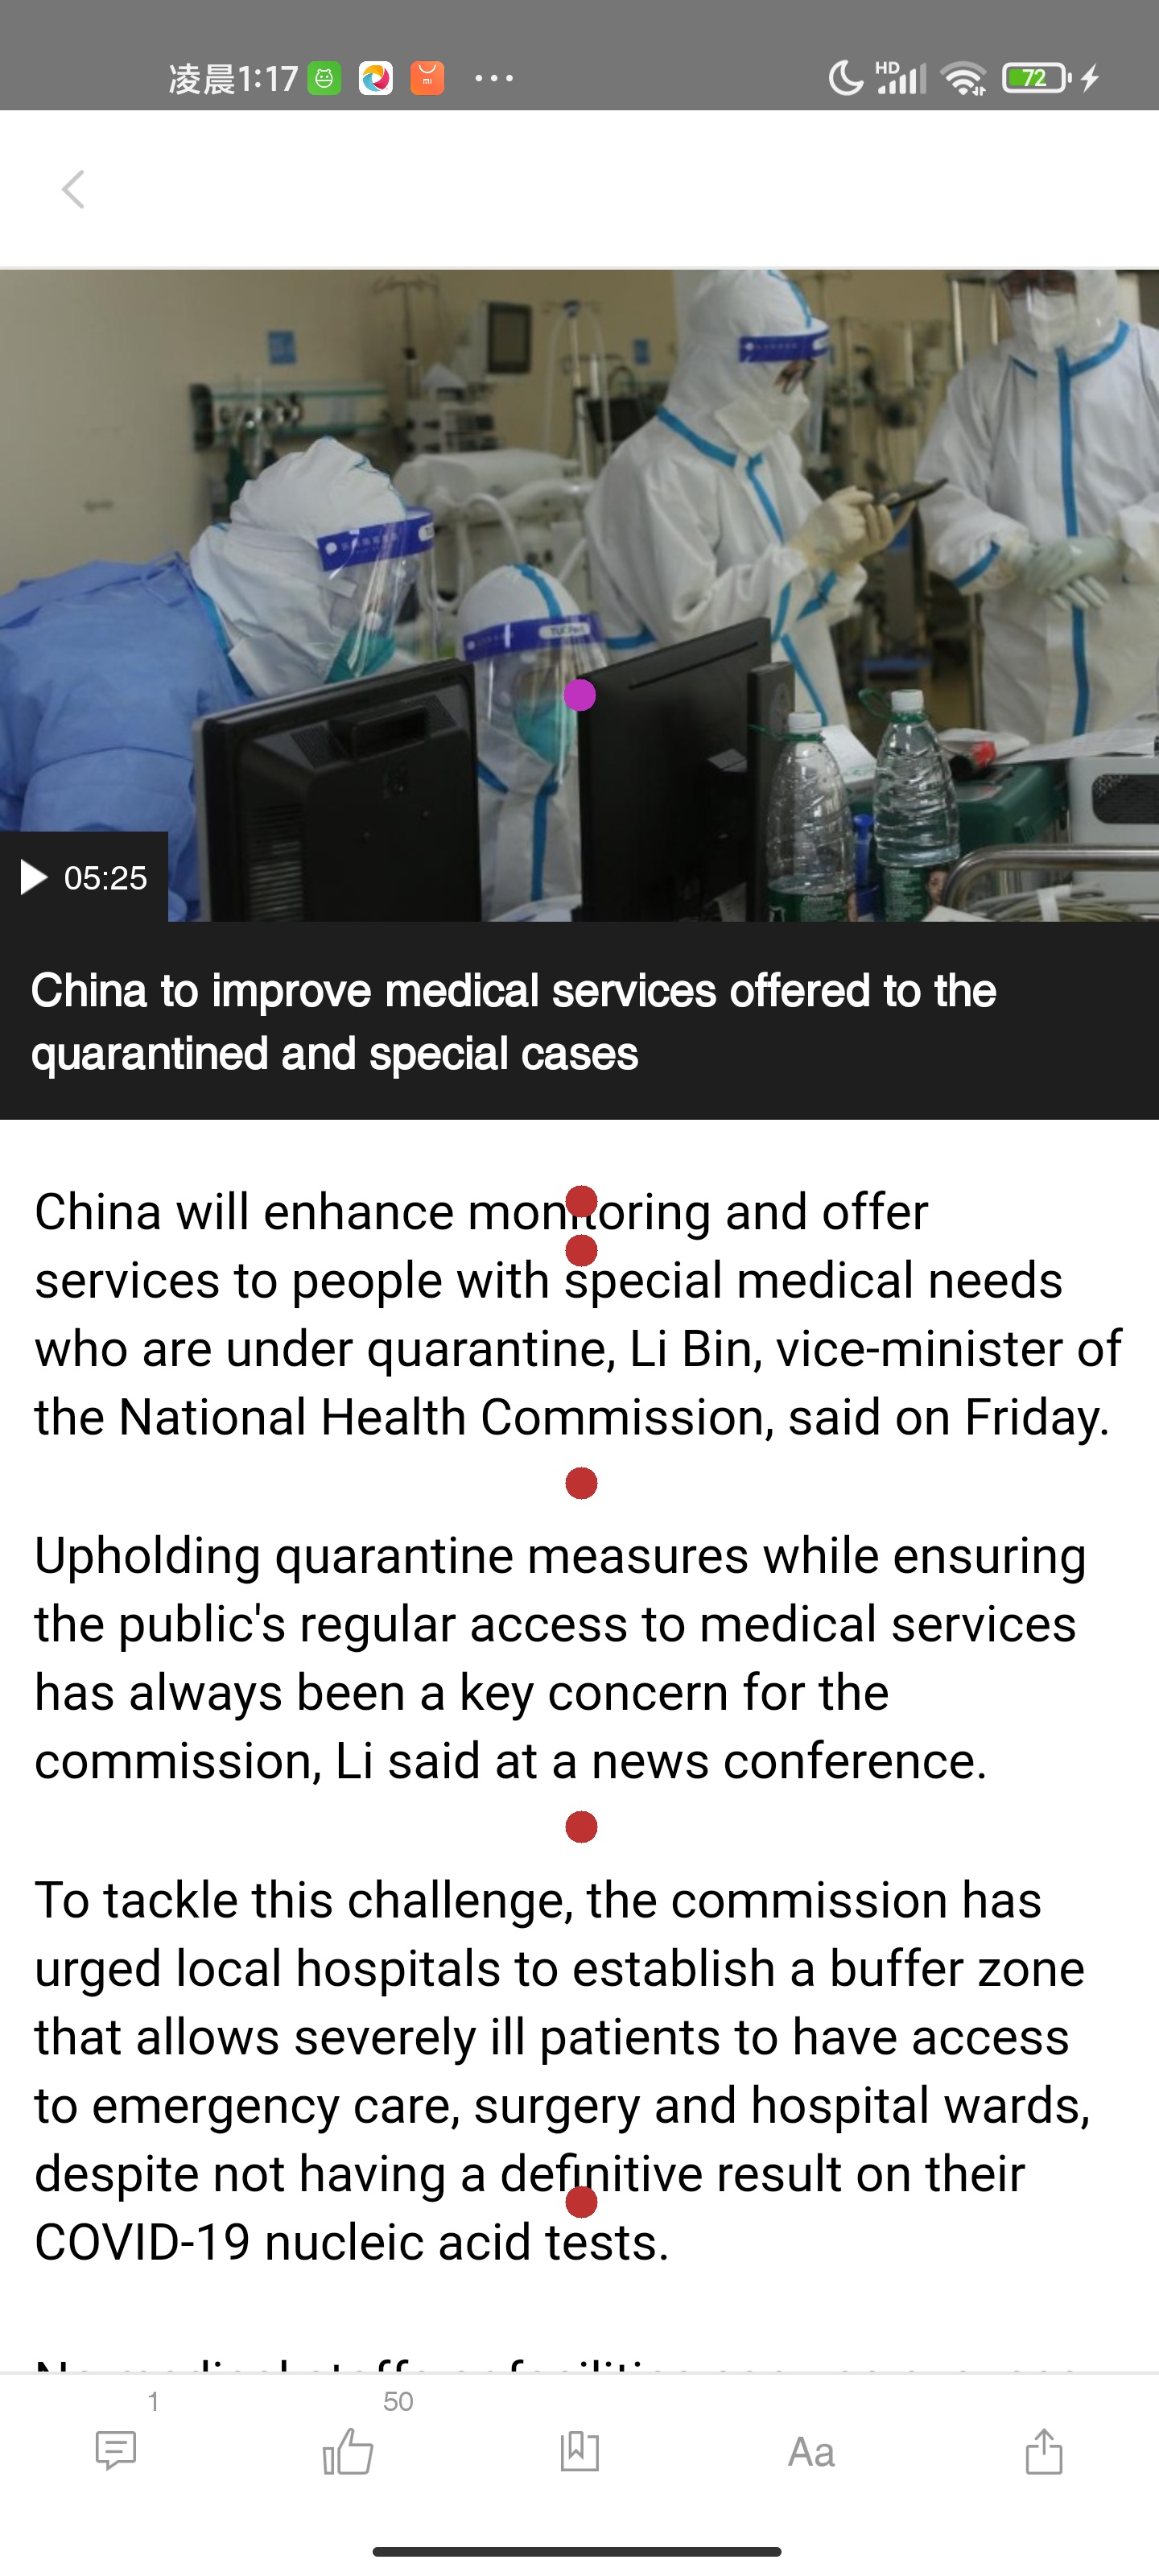 凌晨1:17
HD
72
05:25
China to improve medical services offered to the
quarantined and special cases
China will enhance monitoring and offer
services to people with special medical needs
who are under quarantine, Li Bin, vice-minister of
the National Health Commission, said on Friday.
Upholding quarantine measures while ensuring
the public's regular access to medical services
has always been a key concern for the
commission, Li said at a news conference.
To tackle this challenge, the commission has
urged local hospitals to establish a buffer zone
that allows severely ill patients to have access
to emergency care, surgery and hospital wards,
despite not having a definitive result on their
COVID-19 nucleic acid tests.
1
50
Aa